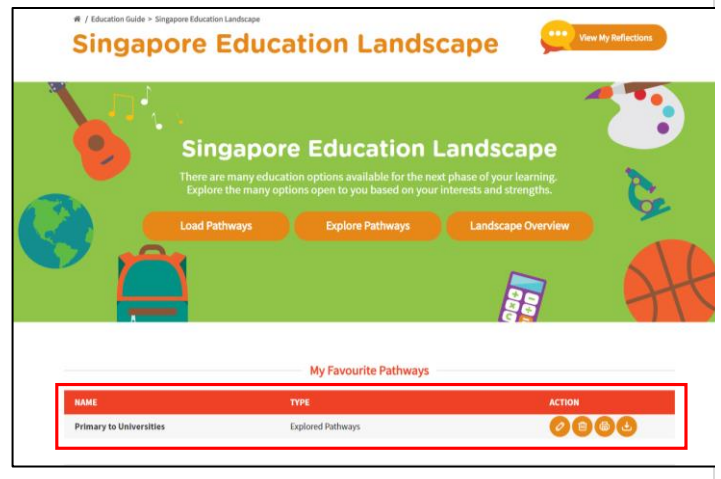 / Education Guide > Singapore Education Landscape
Singapore Education Landscape
View My Reflections
Singapore Education Landscape
There are many education options available for the next phase of your learning.
Explore the many options open to you based on your interests and strengths.
Load Pathways Explore Pathways Landscape Overview
My Favourite Pathways
NAME TYPE ACTION
Primary to Universities Explored Pathways